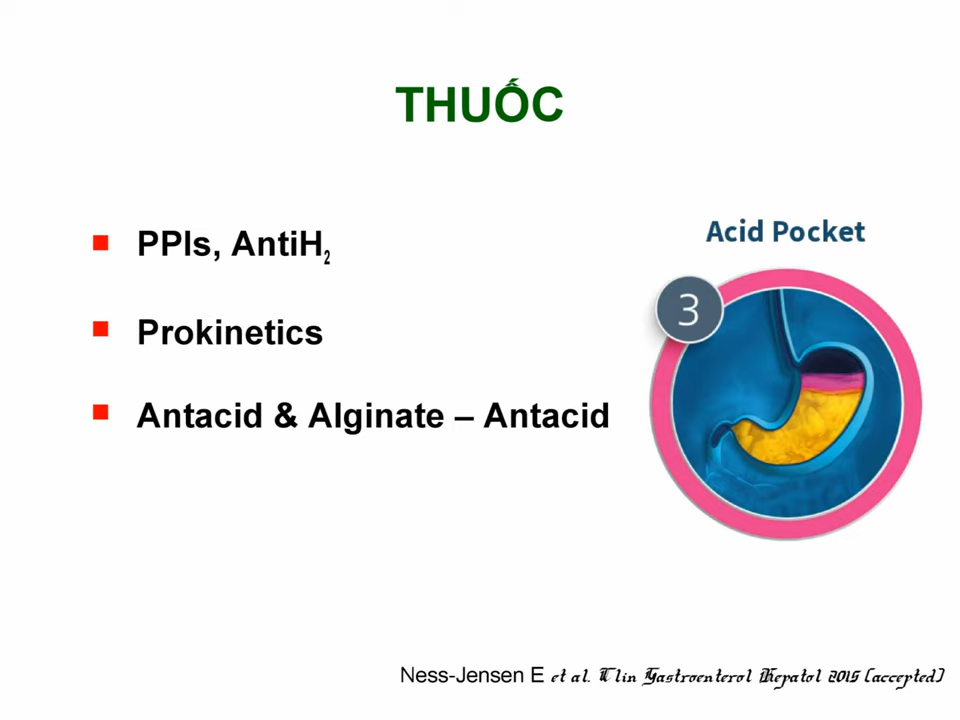 THUỐC
PPIs, AntiH₂
Prokinetics
Antacid & Alginate – Antacid
Acid Pocket
3
Ness-Jensen E et al. Clin Gastroenterol Hepatol 2015 (accepted)